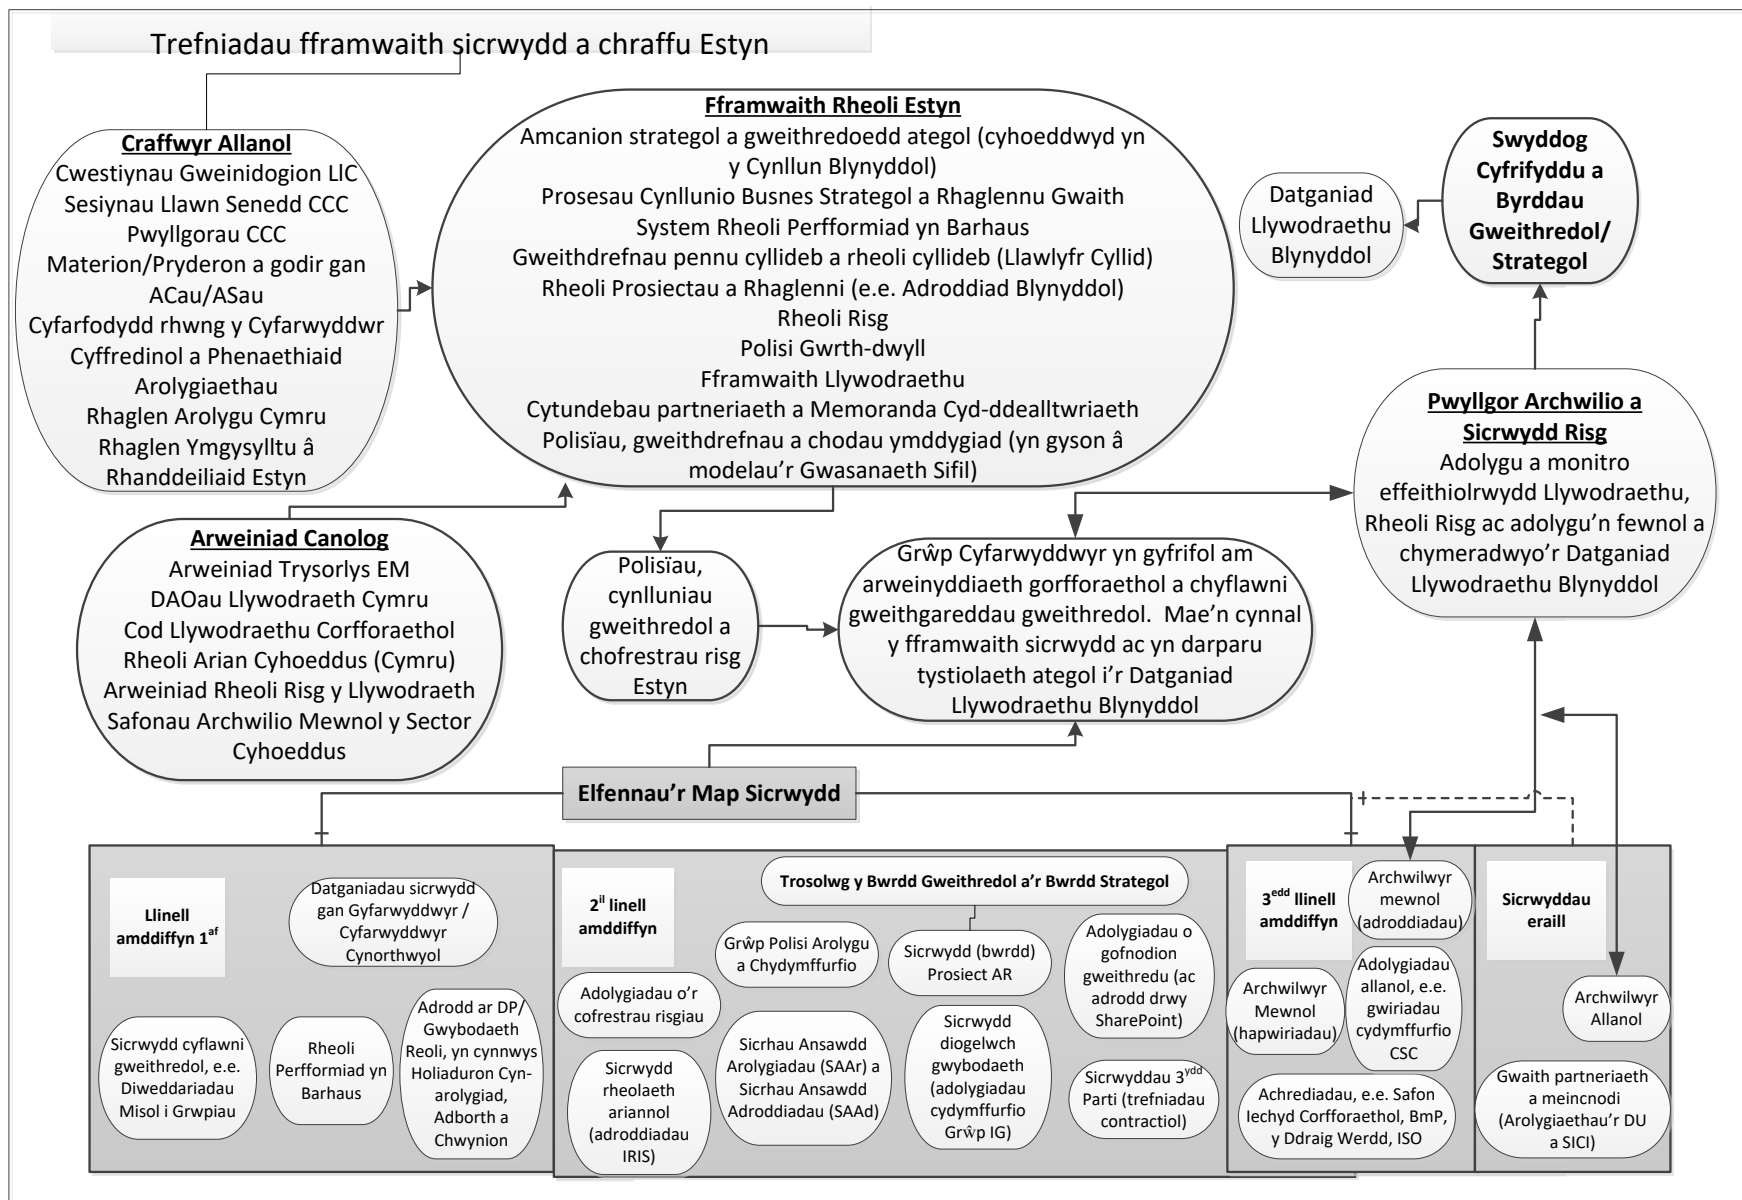 Trefniadau fframwaith sicrwydd a chraffu Estyn
Craffwyr Allanol
Cwestiynau Gweinidogion LlC
Sesiynau Llawn Senedd CCC
Pwyllgorau CCC
Materion/Pryderon a godir gan
ACau/ASau
Cyfarfodydd rhwng y Cyfarwyddwr
Cyffredinol a Phenaethiaid
Arolygiaethau
Rhaglen Arolygu Cymru
Rhaglen Ymgysylltu â
Rhanddeiliaid Estyn
Fframwaith Rheoli Estyn
Amcanion strategol a gweithredoedd ategol (cyhoeddwyd yn
y Cynllun Blynyddol)
Prosesau Cynllunio Busnes Strategol a Rhaglennu Gwaith
System Rheoli Perfformiad yn Barhaus
Gweithdrefnau pennu cyllideb a rheoli cyllideb (Llawlyfr Cyllid)
Rheoli Prosiectau a Rhaglenni (e.e. Adroddiad Blynyddol)
Rheoli Risg
Polisi Gwrth-dwyll
Fframwaith Llywodraethu
Cytundebau partneriaeth a Memoranda Cyd-ddealltwriaeth
Polisïau, gweithdrefnau a chodau ymddygiad (yn gyson â
modelau'r Gwasanaeth Sifil)
Datganiad
Llywodraethu
Blynyddol
Swyddog
Cyfrifyddu a
Byrddau
Gweithredol/
Strategol
Pwyllgor Archwilio a
Sicrwydd Risg
Adolygu a monitro
effeithiolrwydd Llywodraethu,
Rheoli Risg ac adolygu’n fewnol a
chymeradwyo’r Datganiad
Llywodraethu Blynyddol
Arweiniad Canolog
Arweiniad Trysorlys EM
DAOau Llywodraeth Cymru
Cod Llywodraethu Corfforaethol
Rheoli Arian Cyhoeddus (Cymru)
Arweiniad Rheoli Risg y Llywodraeth
Safonau Archwilio Mewnol y Sector
Cyhoeddus
Polisïau,
cynlluniau
gweithredol a
chofrestrau risg
Estyn
Grŵp Cyfarwyddwyr yn gyfrifol am
arweinyddiaeth gorfforaethol a chyflawni
gweithgareddau gweithredol.  Mae’n cynnal
y fframwaith sicrwydd ac yn darparu
tystiolaeth ategol i’r Datganiad
Llywodraethu Blynyddol
Elfennau’r Map Sicrwydd
Llinell
amddiffyn 1af
Datganiadau sicrwydd
gan Gyfarwyddwyr /
Cyfarwyddwyr
Cynorthwyol
Sicrwydd cyflawni
gweithredol, e.e.
Diweddariadau
Misol i Grwpiau
Rheoli
Perfformiad yn
Barhaus
Adrodd ar DP/
Gwybodaeth
Reoli, yn cynnwys
Holiaduron Cyn-
arolygiad,
Adborth a
Chwynion
2il linell
amddiffyn
Trosolwg y Bwrdd Gweithredol a’r Bwrdd Strategol
Grŵp Polisi Arolygu
a Chydymffurfio
Sicrwydd (bwrdd)
Prosiect AR
Adolygiadau o
gofnodion
gweithredu (ac
adrodd drwy
SharePoint)
Adolygiadau o’r
cofrestrau risgiau
Sicrwydd
rheolaeth
ariannol
(adroddiadau
IRIS)
Sicrhau Ansawdd
Arolygiadau (SAAr) a
Sicrhau Ansawdd
Adroddiadau (SAAd)
Sicrwydd
diogelwch
gwybodaeth
(adolygiadau
cydymffurfio
Grŵp IG)
Sicrwyddau 3ydd
Parti (trefniadau
contractiol)
3edd llinell
amddiffyn
Archwilwyr
mewnol
(adroddiadau)
Archwilwyr
Mewnol
(hapwiriadau)
Adolygiadau
allanol, e.e.
gwiriadau
cydymffurfio
CSC
Achrediadau, e.e. Safon
Iechyd Corfforaethol, BmP,
y Ddraig Werdd, ISO
Sicrwyddau
eraill
Archwilwyr
Allanol
Gwaith partneriaeth
a meincnodi
(Arolygiaethau’r DU
a SICI)